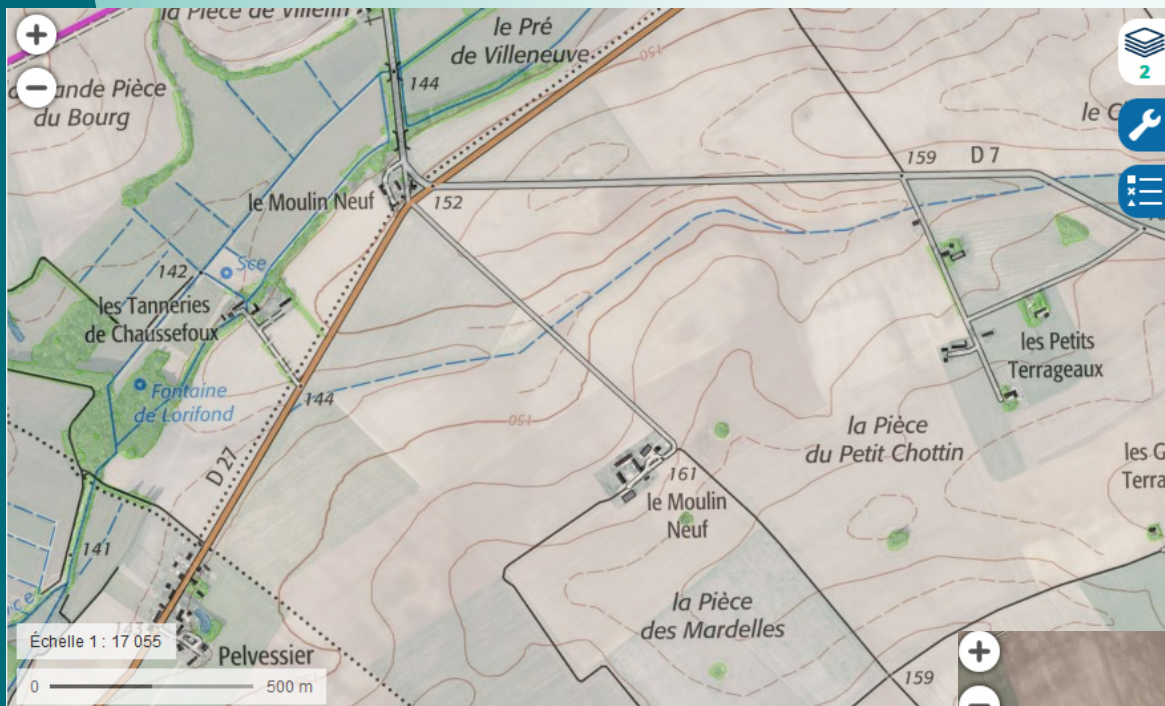 la Pièce de Villelin
le Pré
de Villeneuve
150
144
2
Pièce
du Bourg
le
159
D 7
le Moulin Neuf
152
142
Sce
les Tanneries
de Chaussefoux
les Petits
Terrageaux
Fontaine
de Lorifond
144
150
la Pièce
du Petit Chottin
D 27
161
le Moulin
Neuf
les
141
la Pièce
des Mardelles
Échelle 1 : 17 055
Pelvessier
159
0
500 m